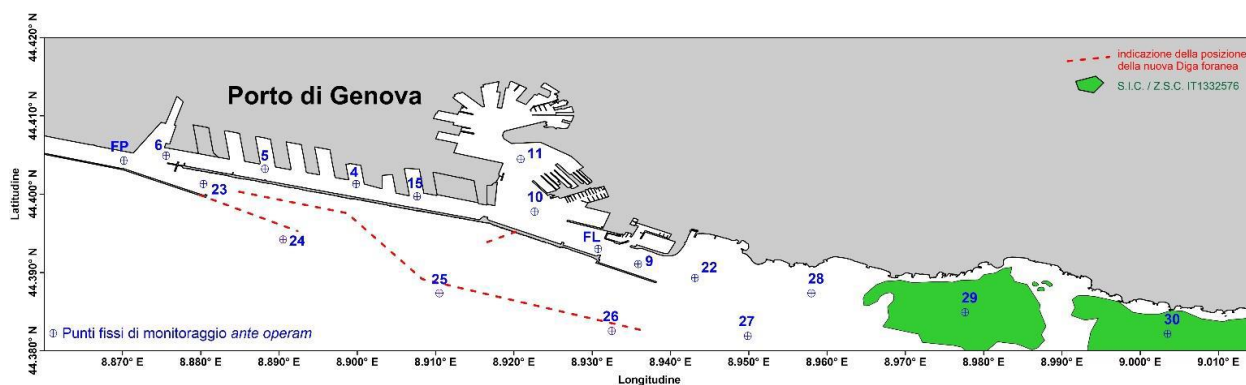 44.420° N
44.410° N
44.400° N
44.390° N
44.380° N
Latitudine
Porto di Genova
indicazione della posizione
della nuova Diga foranea
S.I.C. / Z.S.C. IT1332576
FP
6
5
4
15
11
10
FL
9
23
24
25
26
22
27
28
29
30
Punti fissi di monitoraggio ante operam
8.870° E
8.880° E
8.890° E
8.900° E
8.910° E
8.920° E
8.930° E
8.940° E
8.950° E
8.960° E
8.970° E
8.980° E
8.990° E
9.000° E
9.010° E
Longitudine